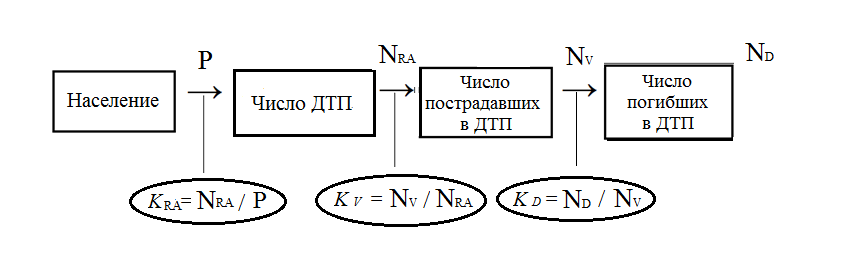 P
N_RA
N_V
N_D
Население
Число ДТП
Число
пострадавших
в ДТП
Число
погибших
в ДТП
K_RA= N_RA / P
K_V = N_V / N_RA
K_D = N_D / N_V